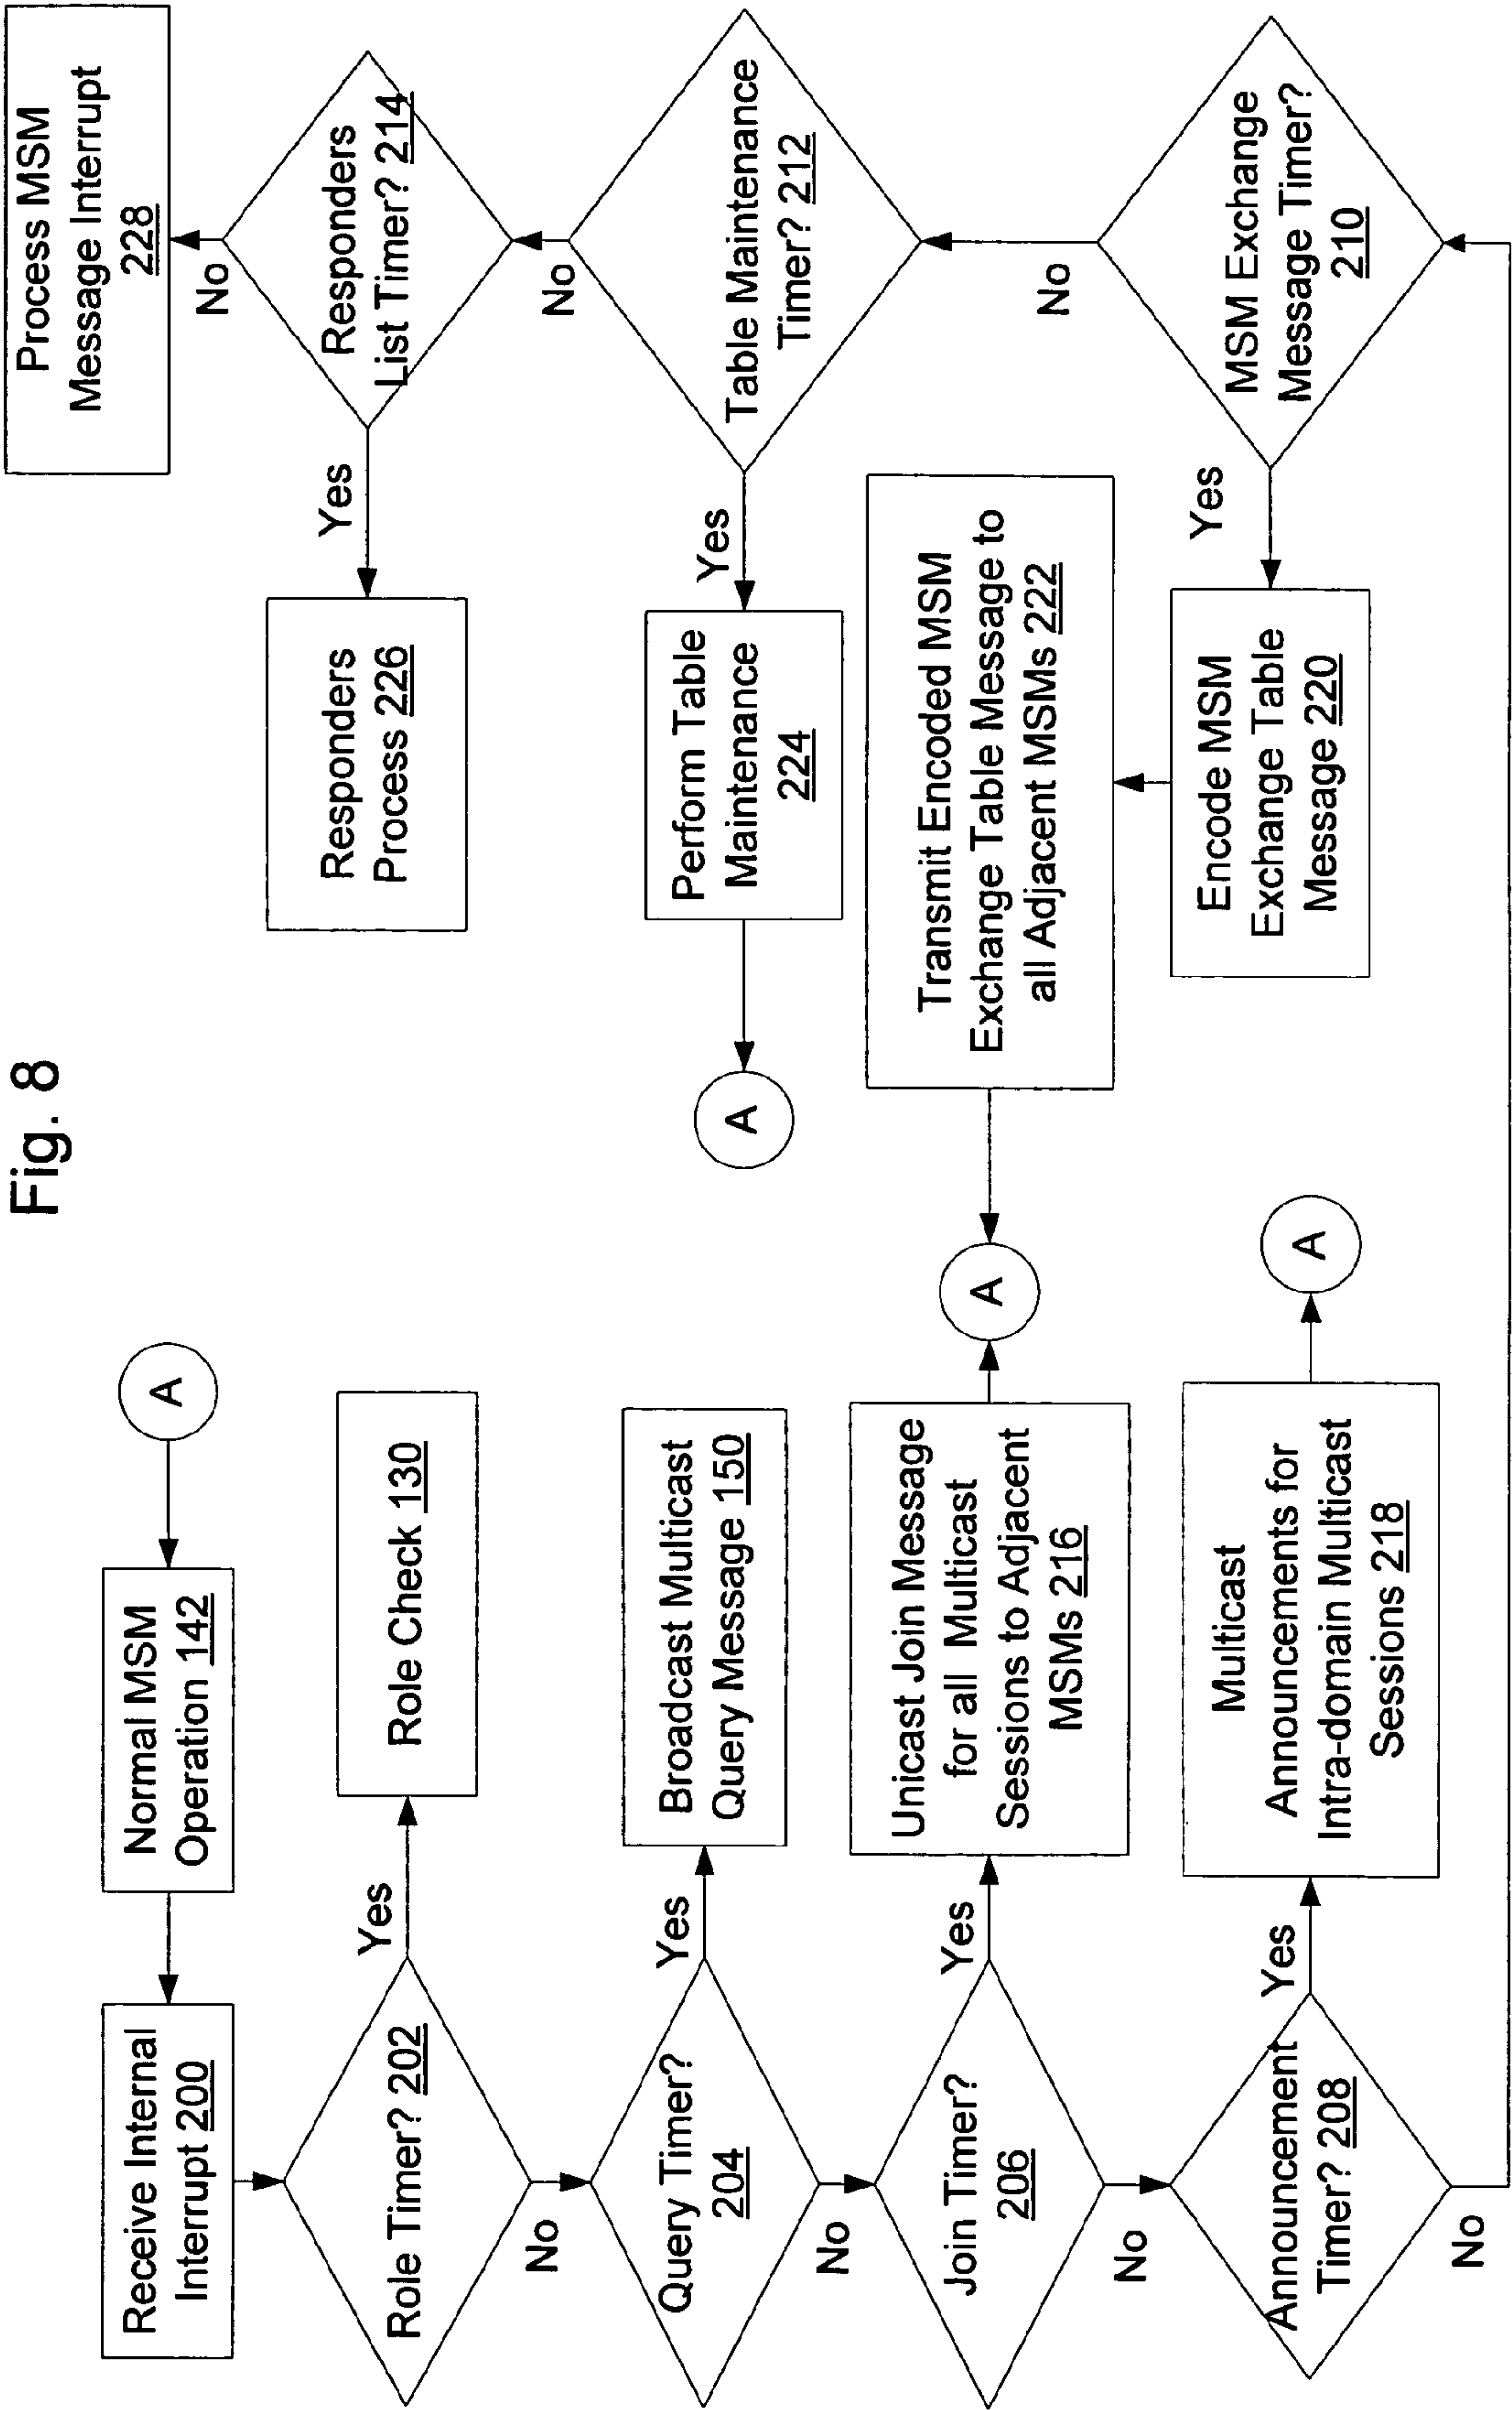 Fig. 8
A
Normal MSM
Operation 142
Receive Internal
Interrupt 200
Role Timer? 202
Yes
Role Check 130
No
Query Timer?
204
Yes
Broadcast Multicast
Query Message 150
No
Join Timer?
206
Yes
Unicast Join Message
for all Multicast
Sessions to Adjacent
MSMs 216
A
No
Announcement
Timer? 208
Yes
Multicast
Announcements for
Intra-domain Multicast
Sessions 218
A
No
MSM Exchange
Message Timer?
210
Yes
Encode MSM
Exchange Table
Message 220
Transmit Encoded MSM
Exchange Table Message to
all Adjacent MSMs 222
No
Table Maintenance
Timer? 212
Yes
Perform Table
Maintenance
224
A
No
Responders
List Timer? 214
Yes
Responders
Process 226
No
Process MSM
Message Interrupt
228